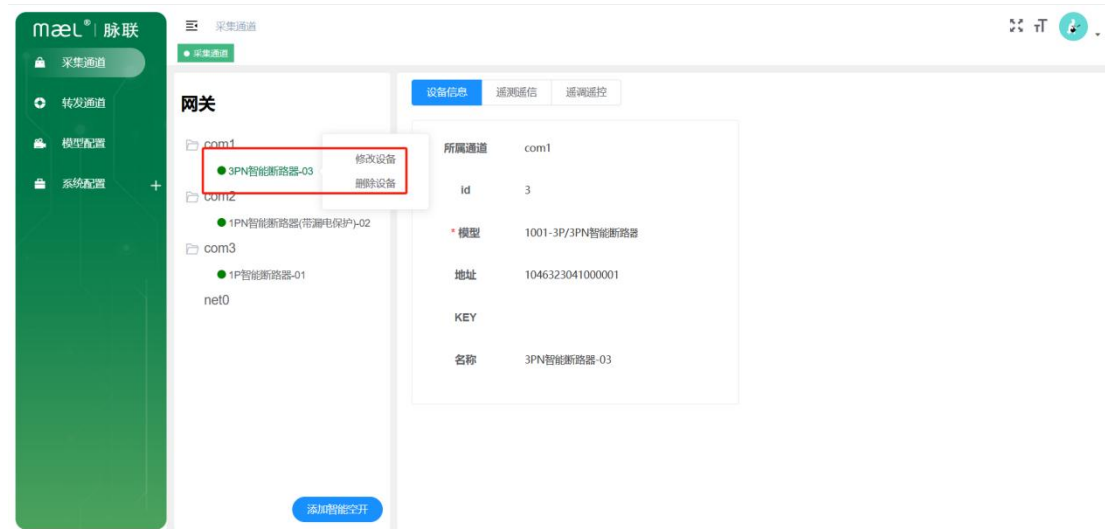 mæL®|脉联
采集通道
转发通道
模型配置
系统配置 +
采集通道
采集通道
тT
网关
com1
3PN智能断路器-03
com2
1PN智能断路器(带漏电保护)-02
com3
1P智能断路器-01
net0
修改设备
删除设备
添加智能空开
设备信息 遥测遥信 遥调遥控
所属通道 com1
id 3
*模型 1001-3P/3PN智能断路器
地址 1046323041000001
KEY
名称 3PN智能断路器-03